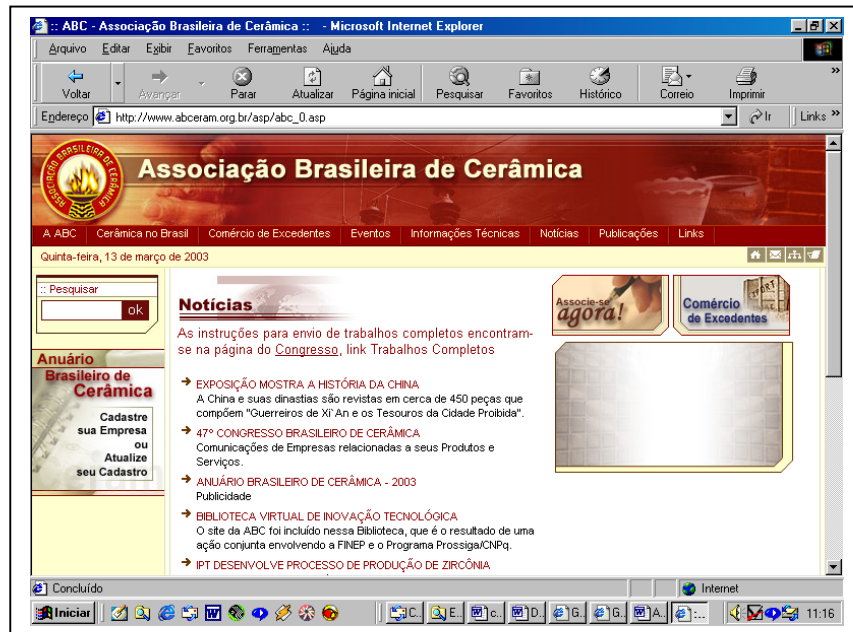 :: ABC - Associação Brasileira de Cerâmica :: - Microsoft Internet Explorer
Arquivo Editar Exibir Favoritos Ferramentas Ajuda
Voltar Avançar Parar Atualizar Página inicial Pesquisar Favoritos Histórico Correio Imprimir »
Endereço http://www.abceram.org.br/asp/abc_0.asp Ir Links »
ASSOCIAÇÃO BRASILEIRA DE CERÂMICA
Associação Brasileira de Cerâmica
A ABC Cerâmica no Brasil Comércio de Excedentes Eventos Informações Técnicas Notícias Publicações Links
Quinta-feira, 13 de março de 2003
:: Pesquisar
ok
Anuário
Brasileiro de
Cerâmica
Cadastre
sua Empresa
ou
Atualize
seu Cadastro
Notícias
As instruções para envio de trabalhos completos encontram-
se na página do Congresso, link Trabalhos Completos
EXPOSIÇÃO MOSTRA A HISTÓRIA DA CHINA
A China e suas dinastias são revistas em cerca de 450 peças que
compõem "Guerreiros de Xi`An e os Tesouros da Cidade Proibida".
47º CONGRESSO BRASILEIRO DE CERÂMICA
Comunicações de Empresas relacionadas a seus Produtos e
Serviços.
ANUÁRIO BRASILEIRO DE CERÂMICA - 2003
Publicidade
BIBLIOTECA VIRTUAL DE INOVAÇÃO TECNOLÓGICA
O site da ABC foi incluído nessa Biblioteca, que é o resultado de uma
ação conjunta envolvendo a FINEP e o Programa Prossiga/CNPq.
IPT DESENVOLVE PROCESSO DE PRODUÇÃO DE ZIRCÔNIA
Associe-se
agora!
Comércio
de Excedentes
Concluído Internet
Iniciar C.. E.. c.. D.. G.. G.. A.. :... 11:16